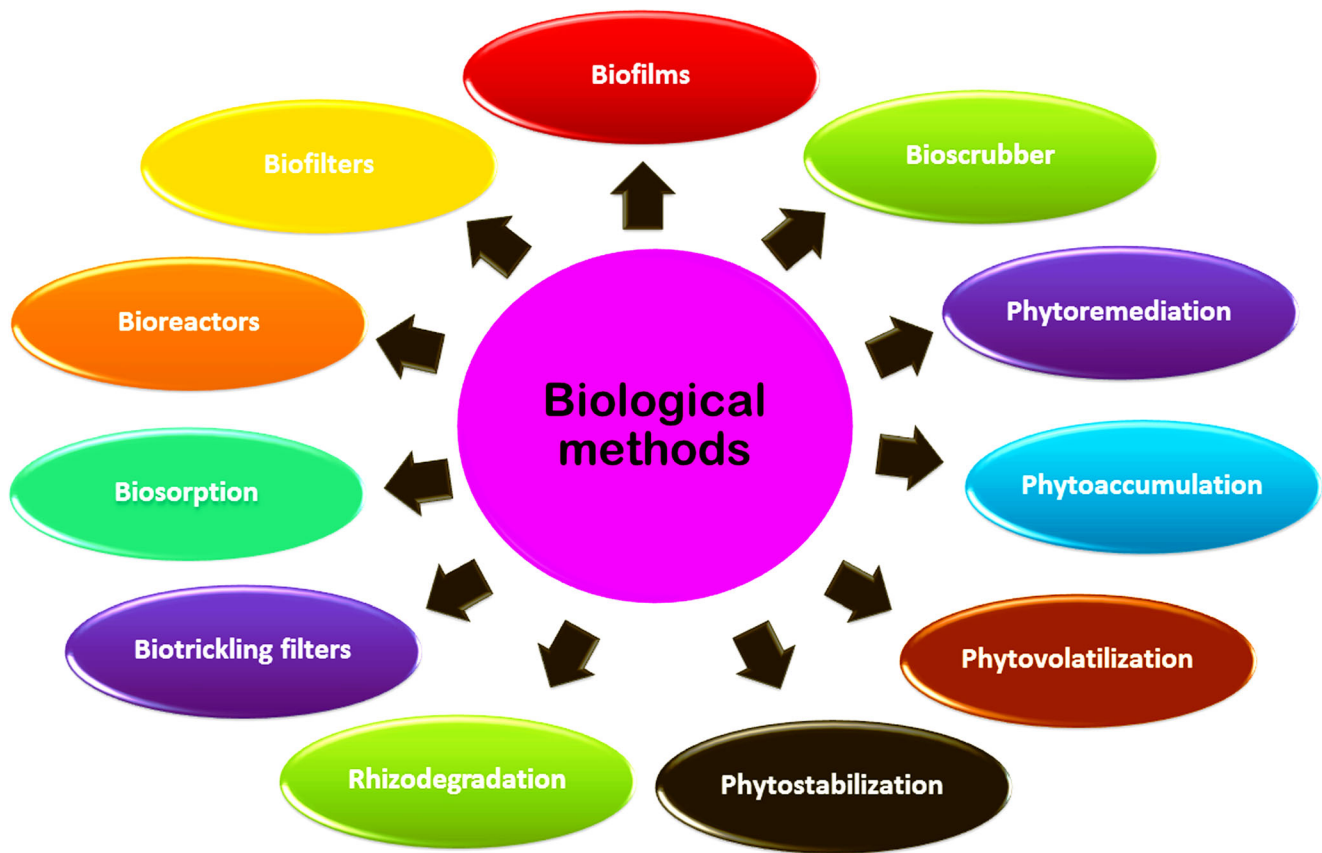 Biofilms
Bioscrubber
Phytoremediation
Phytoaccumulation
Phytovolatilization
Phytostabilization
Rhizodegradation
Biotrickling filters
Biosorption
Bioreactors
Biofilters
Biological
methods